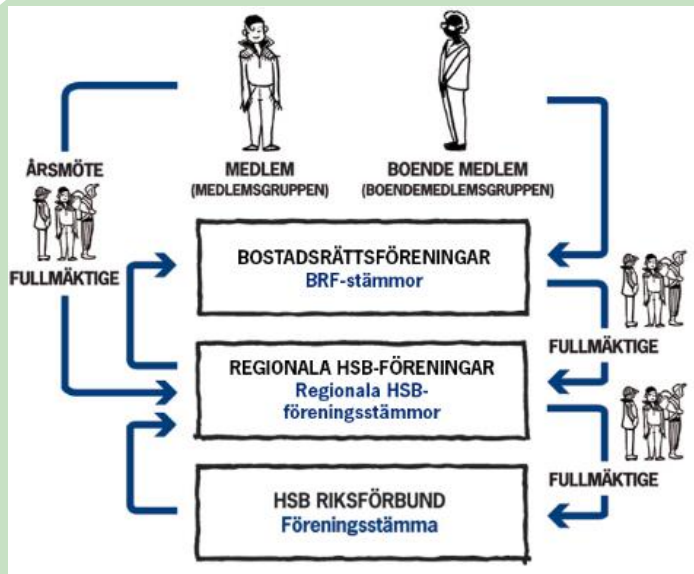 MEDLEM
(MEDLEMSGRUPPEN)
BOENDE MEDLEM
(BOENDEMEDLEMSGRUPPEN)
ÅRSMÖTE
FULLMÄKTIGE
BOSTADSRÄTTSFÖRENINGAR
BRF-stämmor
FULLMÄKTIGE
REGIONALA HSB-FÖRENINGAR
Regionala HSB-
föreningsstämmor
FULLMÄKTIGE
HSB RIKSFÖRBUND
Föreningsstämma